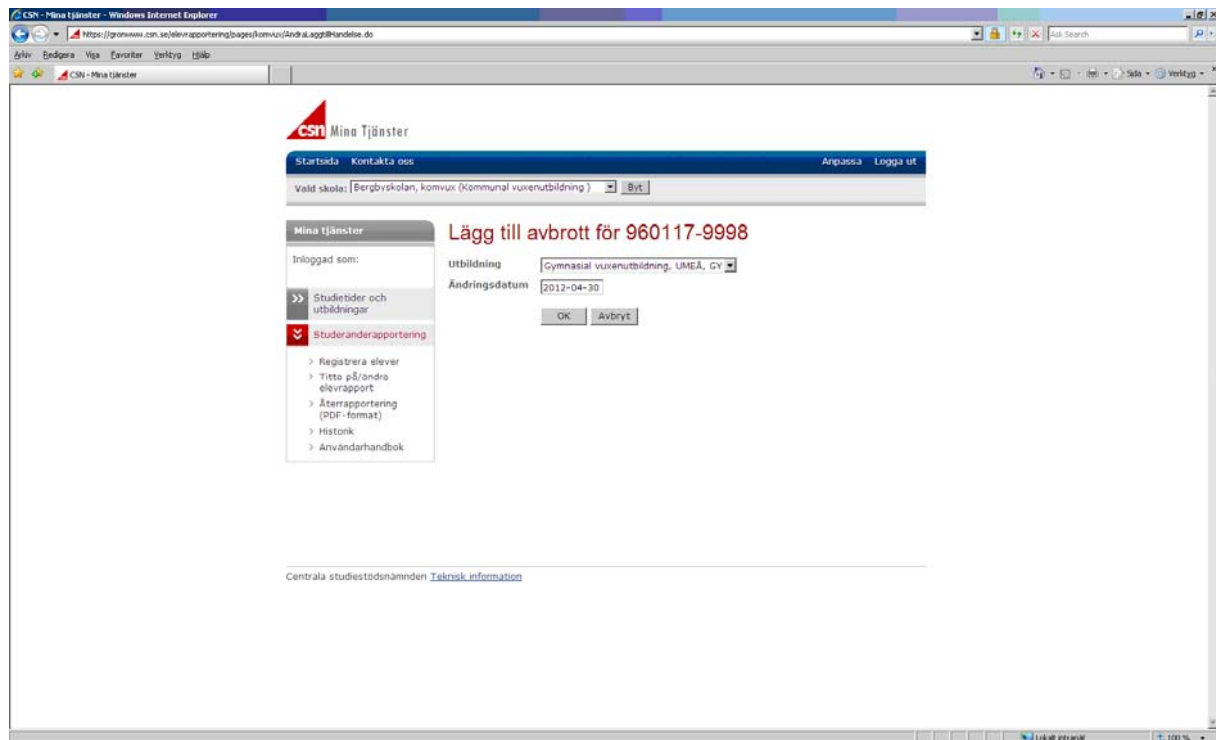 CSN - Mina tjänster - Windows Internet Explorer
https://gronwww.csn.se/elevrapportering/pages/komvux/AndraLaggtillHandelse.do
Ask Search
Arkiv Redigera Visa Favoriter Verktyg Hjälp
CSN - Mina tjänster
Sida Verktyg
csn Mina Tjänster
Startsida Kontakta oss Anpassa Logga ut
Vald skola: Bergbyskolan, komvux (Kommunal vuxenutbildning ) Byt
Mina tjänster
Inloggad som:
Studietider och
utbildningar
Studeranderapportering
Registrera elever
Titta på/ändra
elevrapport
Återrapportering
(PDF-format)
Historik
Användarhandbok
Lägg till avbrott för 960117-9998
Utbildning Gymnasial vuxenutbildning, UMEÅ, GY
Ändringsdatum 2012-04-30
OK Avbryt
Centrala studiestödsnämnden Teknisk information
Lokalt intranät 100 %